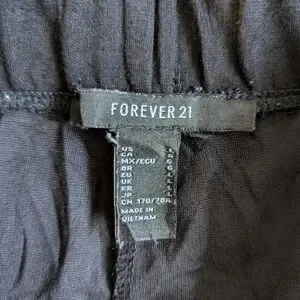 FOREVER 21
US L
CA L
MX/ECU G
BR G
EU L
UK L
KR L
JP L
CN 170/78A
MADE IN
VIETNAM